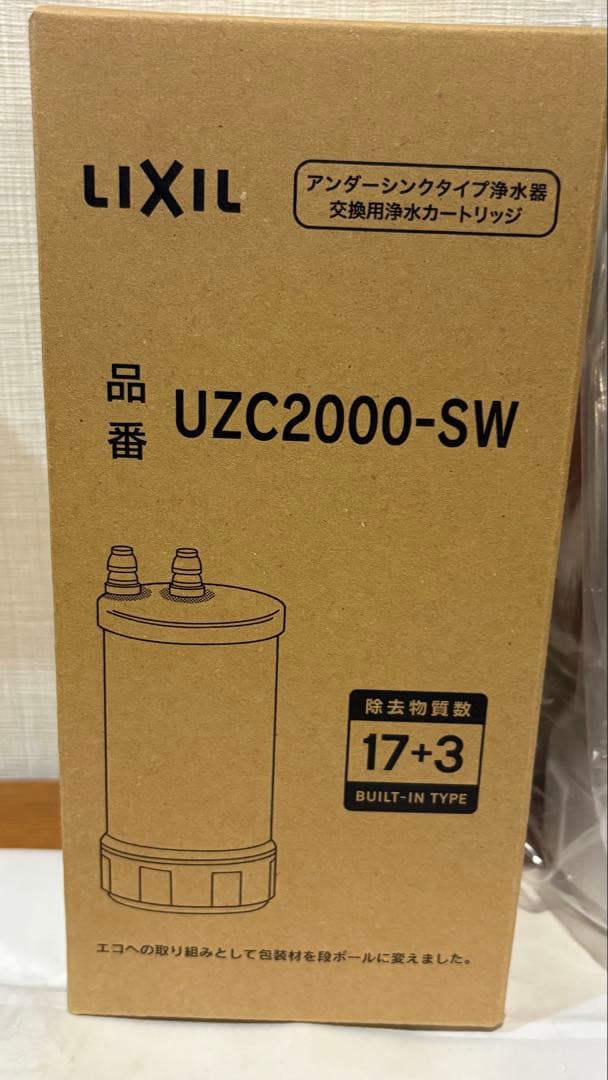 LIXIL
アンダーシンクタイプ浄水器
交換用浄水カートリッジ
品番
UZC2000-SW
除去物質数
17+3
BUILT-IN TYPE
エコへの取り組みとして包装材を段ボールに変えました。